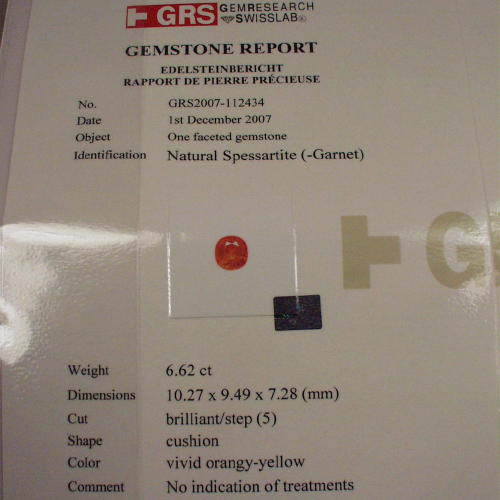 GRS GEMRESEARCH SWISSLAB®
GEMSTONE REPORT
EDELSTEINBERICHT
RAPPORT DE PIERRE PRÉCIEUSE
No. GRS2007-112434
Date 1st December 2007
Object One faceted gemstone
Identification Natural Spessartite (-Garnet)
GRS
Weight 6.62 ct
Dimensions 10.27 x 9.49 x 7.28 (mm)
Cut brilliant/step (5)
Shape cushion
Color vivid orangy-yellow
Comment No indication of treatments